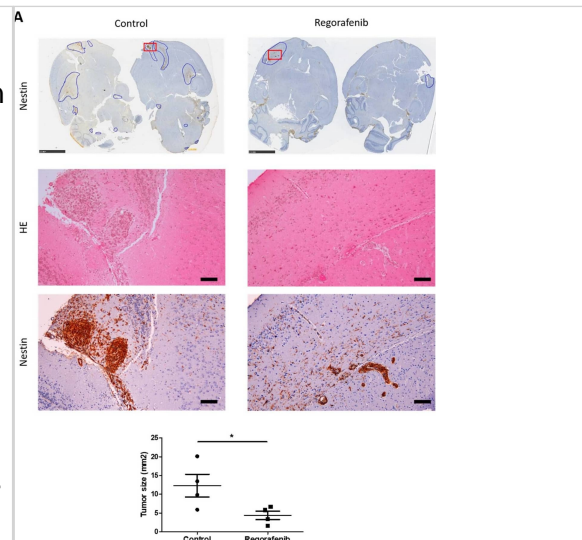 A
Control Regorafenib
Nestin
HE
Nestin
Tumor size (mm2)
25
20
15
10
5
0
*
Control Regorafenib